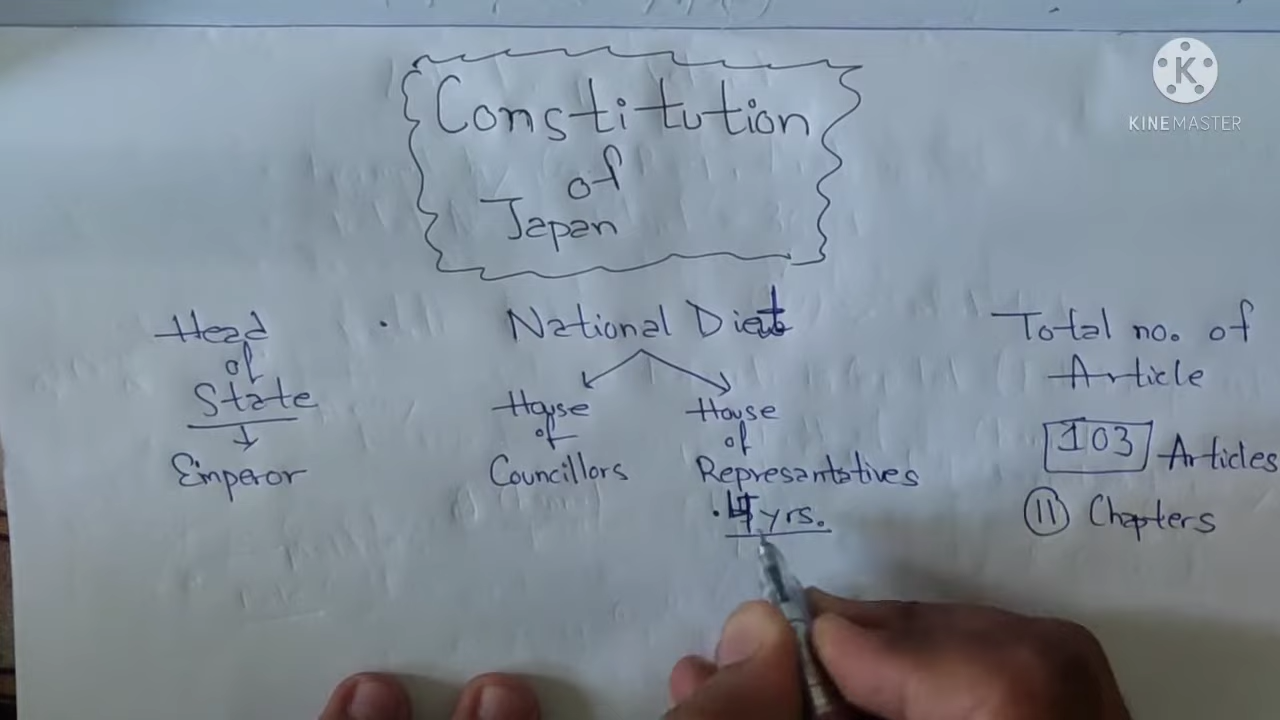 Constitution
of
Japan
Head
of
State
Emperor
National Diet
House
of
Councillors
House
of
Represantatives
. 4 yrs.
Total no. of
Article
103 Articles
11 Chapters
KINEMASTER